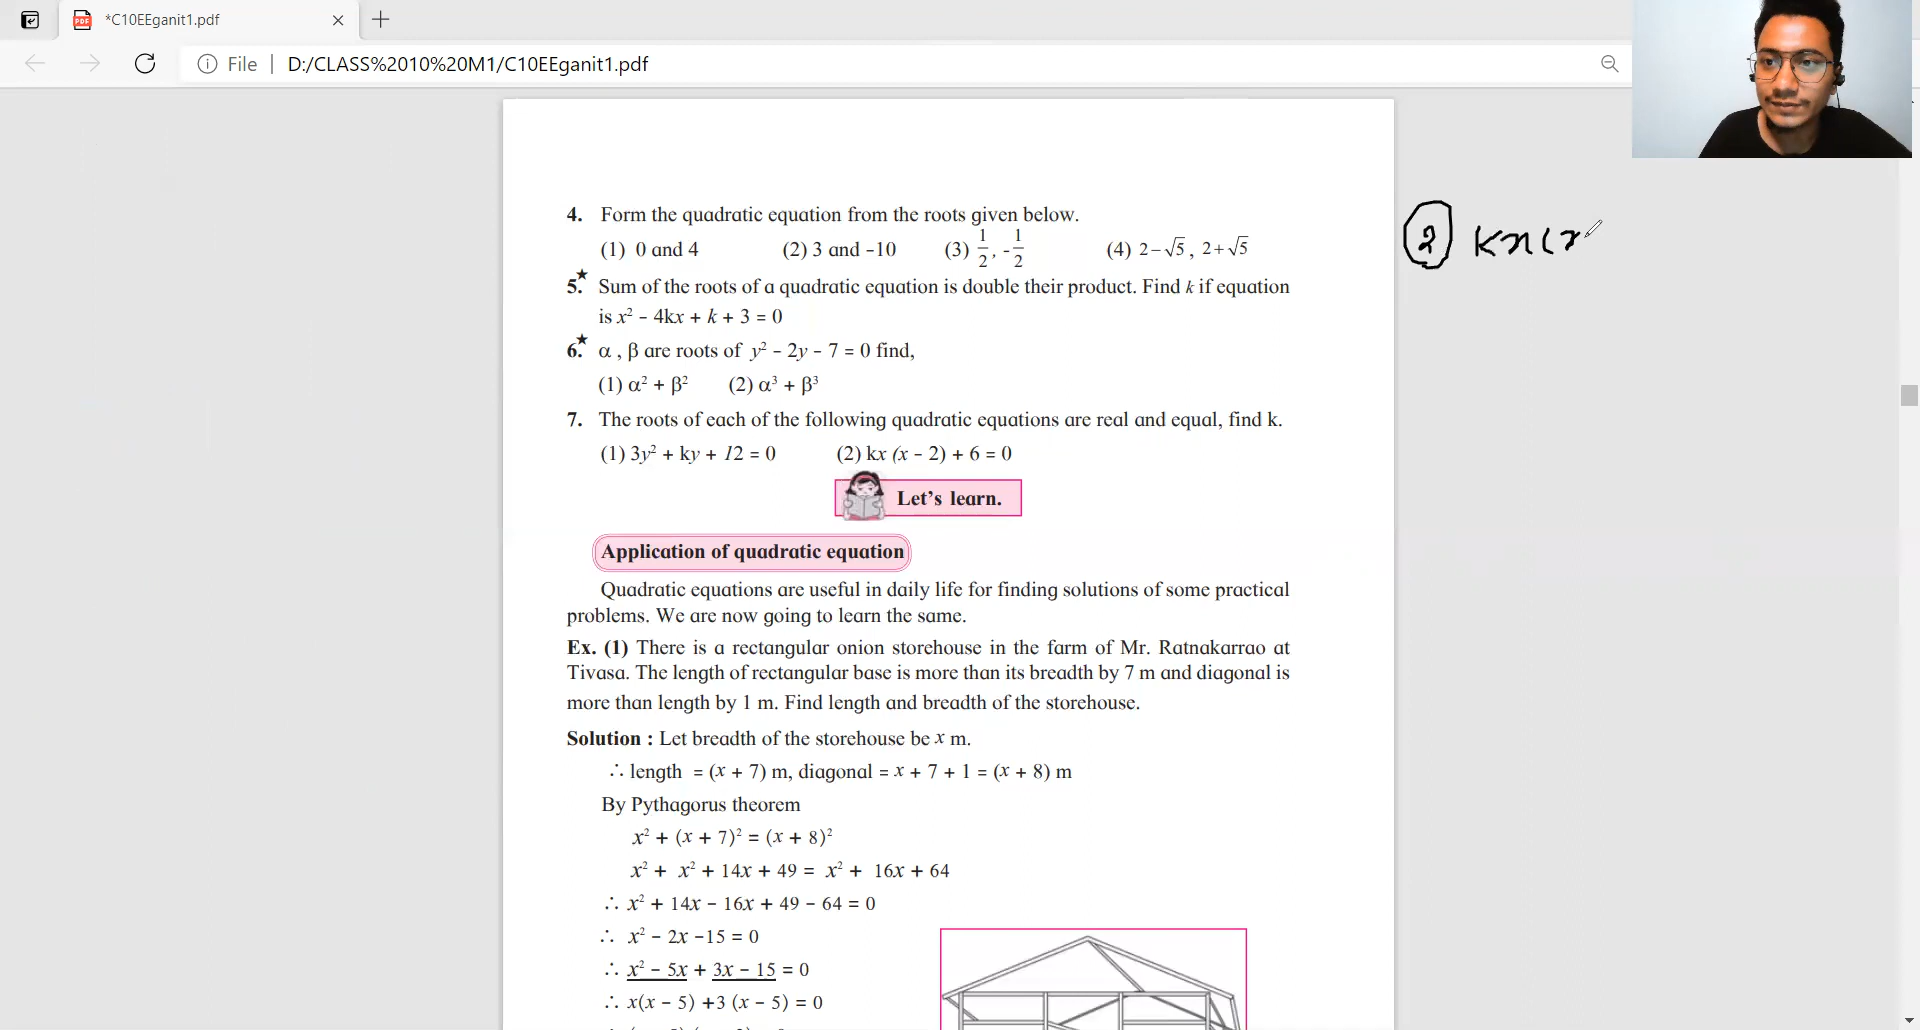 *C10EEganit1.pdf
File | D:/CLASS%2010%20M1/C10EEganit1.pdf
4. Form the quadratic equation from the roots given below.
(1) 0 and 4 (2) 3 and -10 (3) 1/2, -1/2 (4) 2-√5, 2+√5
② kx(x
5.★ Sum of the roots of a quadratic equation is double their product. Find k if equation
is x² - 4kx + k + 3 = 0
6.★ α , β are roots of y² - 2y - 7 = 0 find,
(1) α² + β² (2) α³ + β³
7. The roots of each of the following quadratic equations are real and equal, find k.
(1) 3y² + ky + 12 = 0 (2) kx (x - 2) + 6 = 0
Let's learn.
Application of quadratic equation
Quadratic equations are useful in daily life for finding solutions of some practical
problems. We are now going to learn the same.
Ex. (1) There is a rectangular onion storehouse in the farm of Mr. Ratnakarrao at
Tivasa. The length of rectangular base is more than its breadth by 7 m and diagonal is
more than length by 1 m. Find length and breadth of the storehouse.
Solution : Let breadth of the storehouse be x m.
∴ length = (x + 7) m, diagonal = x + 7 + 1 = (x + 8) m
By Pythagorus theorem
x² + (x + 7)² = (x + 8)²
x² + x² + 14x + 49 = x² + 16x + 64
∴ x² + 14x - 16x + 49 - 64 = 0
∴ x² - 2x -15 = 0
∴ x² - 5x + 3x - 15 = 0
∴ x(x - 5) +3 (x - 5) = 0